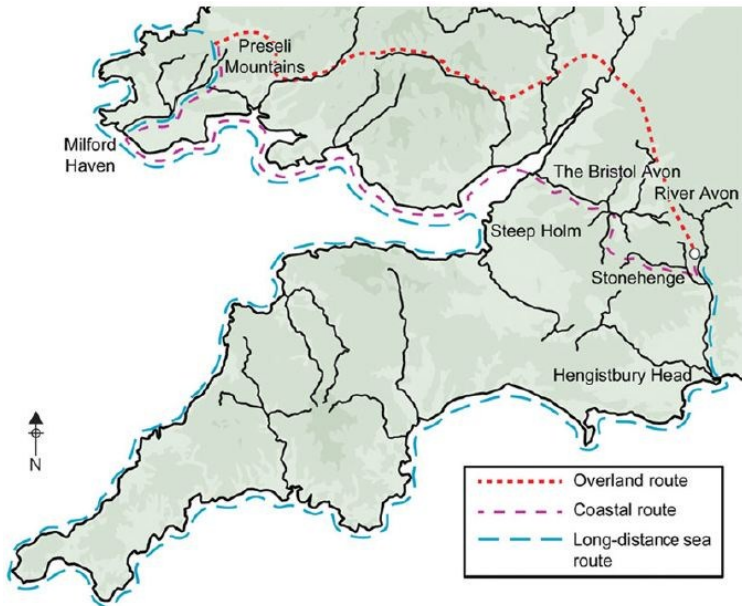 Preseli
Mountains
Milford
Haven
The Bristol Avon
River Avon
Steep Holm
Stonehenge
Hengistbury Head
N
Overland route
Coastal route
Long-distance sea
route